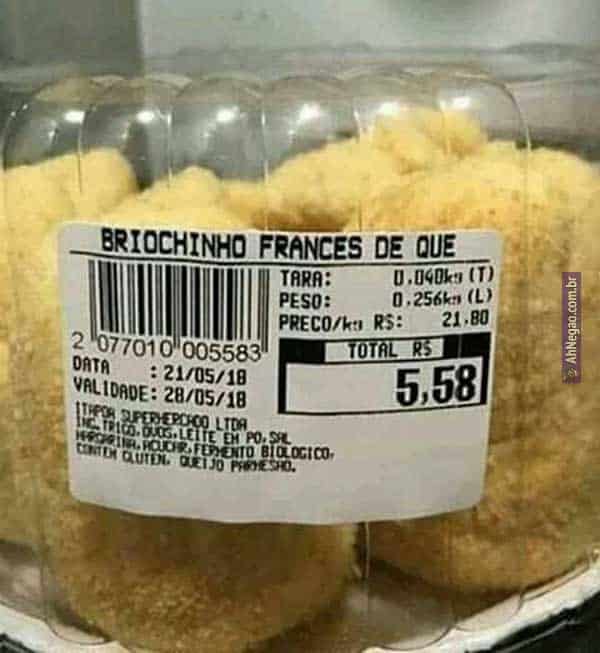 BRIOCHINHO FRANCES DE QUE
TARA: 0.040kg (T)
PESO: 0.256kg (L)
PRECO/kg R$: 21.80
TOTAL R$
5,58
2 077010 005583
DATA : 21/05/18
VALIDADE: 28/05/18
ITAPOA SUPERMERCADO LTDA
ING.TRIGO,OVOS,LEITE EM PO,SAL
MARGARINA,ACUCAR,FERMENTO BIOLOGICO,
CONTEM GLUTEN, QUEIJO PARMESAO.
AhNegao.com.br